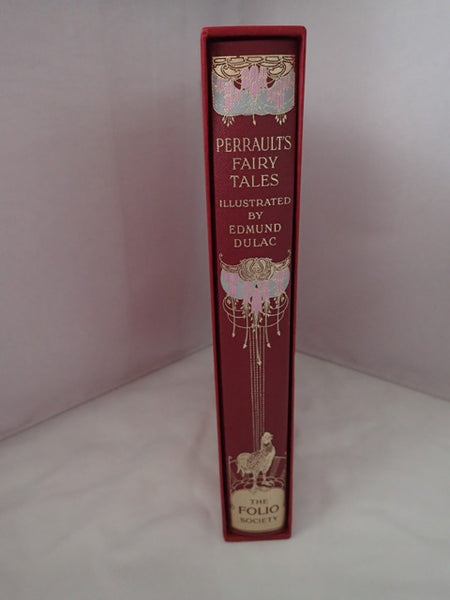 PERRAULT'S
FAIRY
TALES
ILLUSTRATED
BY
EDMUND
DULAC
THE
FOLIO
SOCIETY